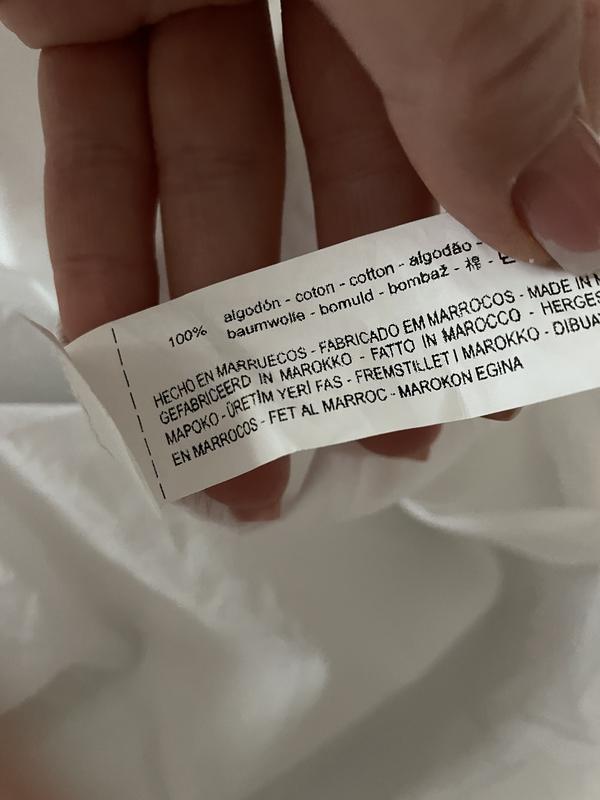 100% algodón - coton - cotton - algodão -
baumwolle - bomuld - bombaž - 棉 -
HECHO EN MARRUECOS - FABRICADO EM MARROCOS - MADE IN
GEFABRICEERD IN MAROKKO - FATTO IN MAROCCO - HERGES
MAPOKO - ÜRETİM YERİ FAS - FREMSTILLET I MAROKKO - DIBUA
EN MARROCOS - FET AL MARROC - MAROKON EGINA